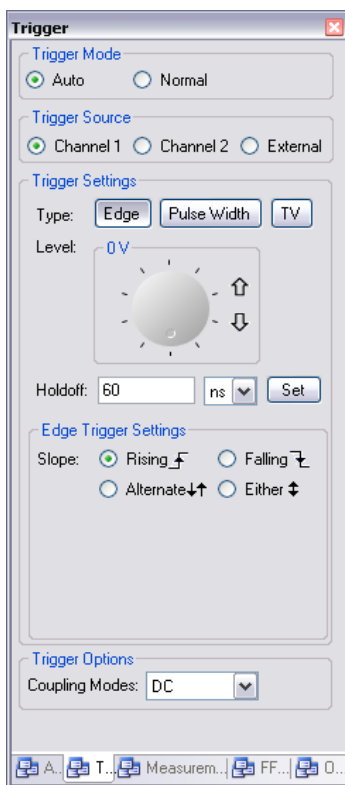 Trigger
Trigger Mode
Auto Normal
Trigger Source
Channel 1 Channel 2 External
Trigger Settings
Type: Edge Pulse Width TV
Level: 0 V
Holdoff: 60 ns Set
Edge Trigger Settings
Slope: Rising Falling
Alternate Either
Trigger Options
Coupling Modes: DC
A... T... Measurem... FF... O...